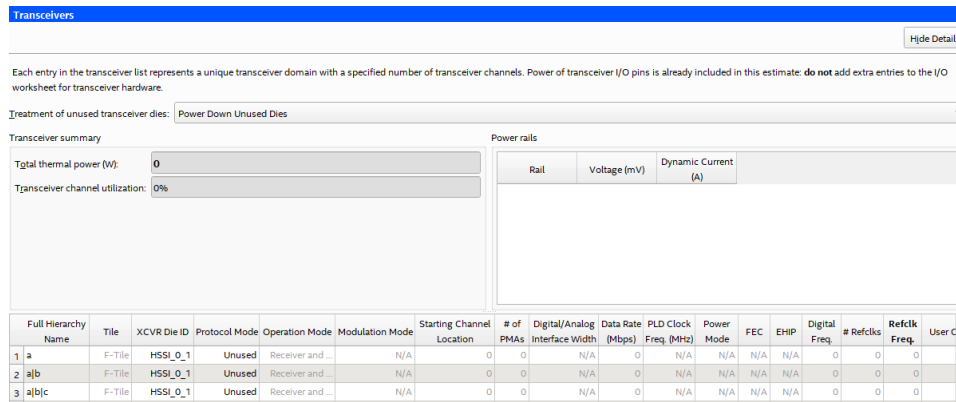 Transceivers
Hide Detail
Each entry in the transceiver list represents a unique transceiver domain with a specified number of transceiver channels. Power of transceiver I/O pins is already included in this estimate: do not add extra entries to the I/O
worksheet for transceiver hardware.
Treatment of unused transceiver dies: Power Down Unused Dies
Transceiver summary Power rails
Total thermal power (W): 0
Transceiver channel utilization: 0%
Rail Voltage (mV) Dynamic Current
(A)
Full Hierarchy Name Tile XCVR Die ID Protocol Mode Operation Mode Modulation Mode Starting Channel Location # of PMAs Digital/Analog Interface Width Data Rate (Mbps) PLD Clock Freq. (MHz) Power Mode FEC EHIP Digital Freq. # Refclks Refclk Freq. User C
1 a F-Tile HSSI_0_1 Unused Receiver and ... N/A 0 0 N/A 0 N/A N/A N/A N/A 0 0 0
2 a|b F-Tile HSSI_0_1 Unused Receiver and ... N/A 0 0 N/A 0 N/A N/A N/A N/A 0 0 0
3 a|b|c F-Tile HSSI_0_1 Unused Receiver and ... N/A 0 0 N/A 0 N/A N/A N/A N/A 0 0 0